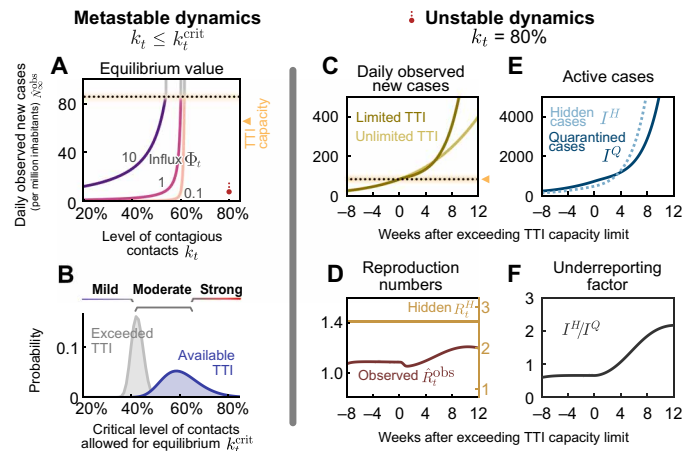 Metastable dynamics
k_t ≤ k_t^crit
Unstable dynamics
k_t = 80%
A
Equilibrium value
Daily observed new cases N̂_∞^obs
(per million inhabitants)
80
40
0
10
Influx Φ_t
1
0.1
TTI
capacity
20%
40%
60%
80%
Level of contagious
contacts k_t
B
Mild
Moderate
Strong
Exceeded
TTI
Available
TTI
Probability
0.1
0
20%
40%
60%
80%
Critical level of contacts
allowed for equilibrium k_t^crit
C
Daily observed
new cases
Limited TTI
Unlimited TTI
400
200
0
−8
−4
0
4
8
12
E
Active cases
Hidden
cases I^H
Quarantined
cases I^Q
4000
2000
0
−8
−4
0
4
8
12
Weeks after exceeding TTI capacity limit
D
Reproduction
numbers
Hidden R_t^H
Observed R̂_t^obs
1.4
1.0
3
2
1
−8
−4
0
4
8
12
F
Underreporting
factor
I^H/I^Q
3
2
1
0
−8
−4
0
4
8
12
Weeks after exceeding TTI capacity limit